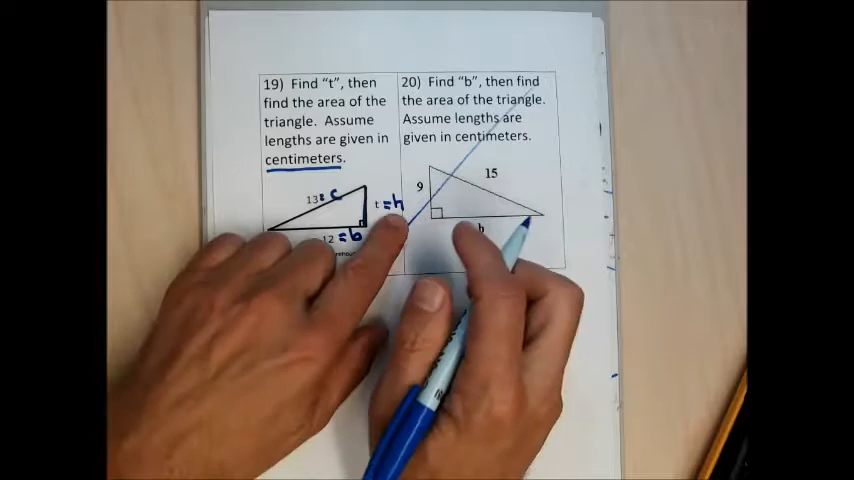 19) Find "t", then
find the area of the
triangle. Assume
lengths are given in
centimeters.
13 = c
t = h
12 = b
20) Find "b", then find
the area of the triangle.
Assume lengths are
given in centimeters.
15
9
b